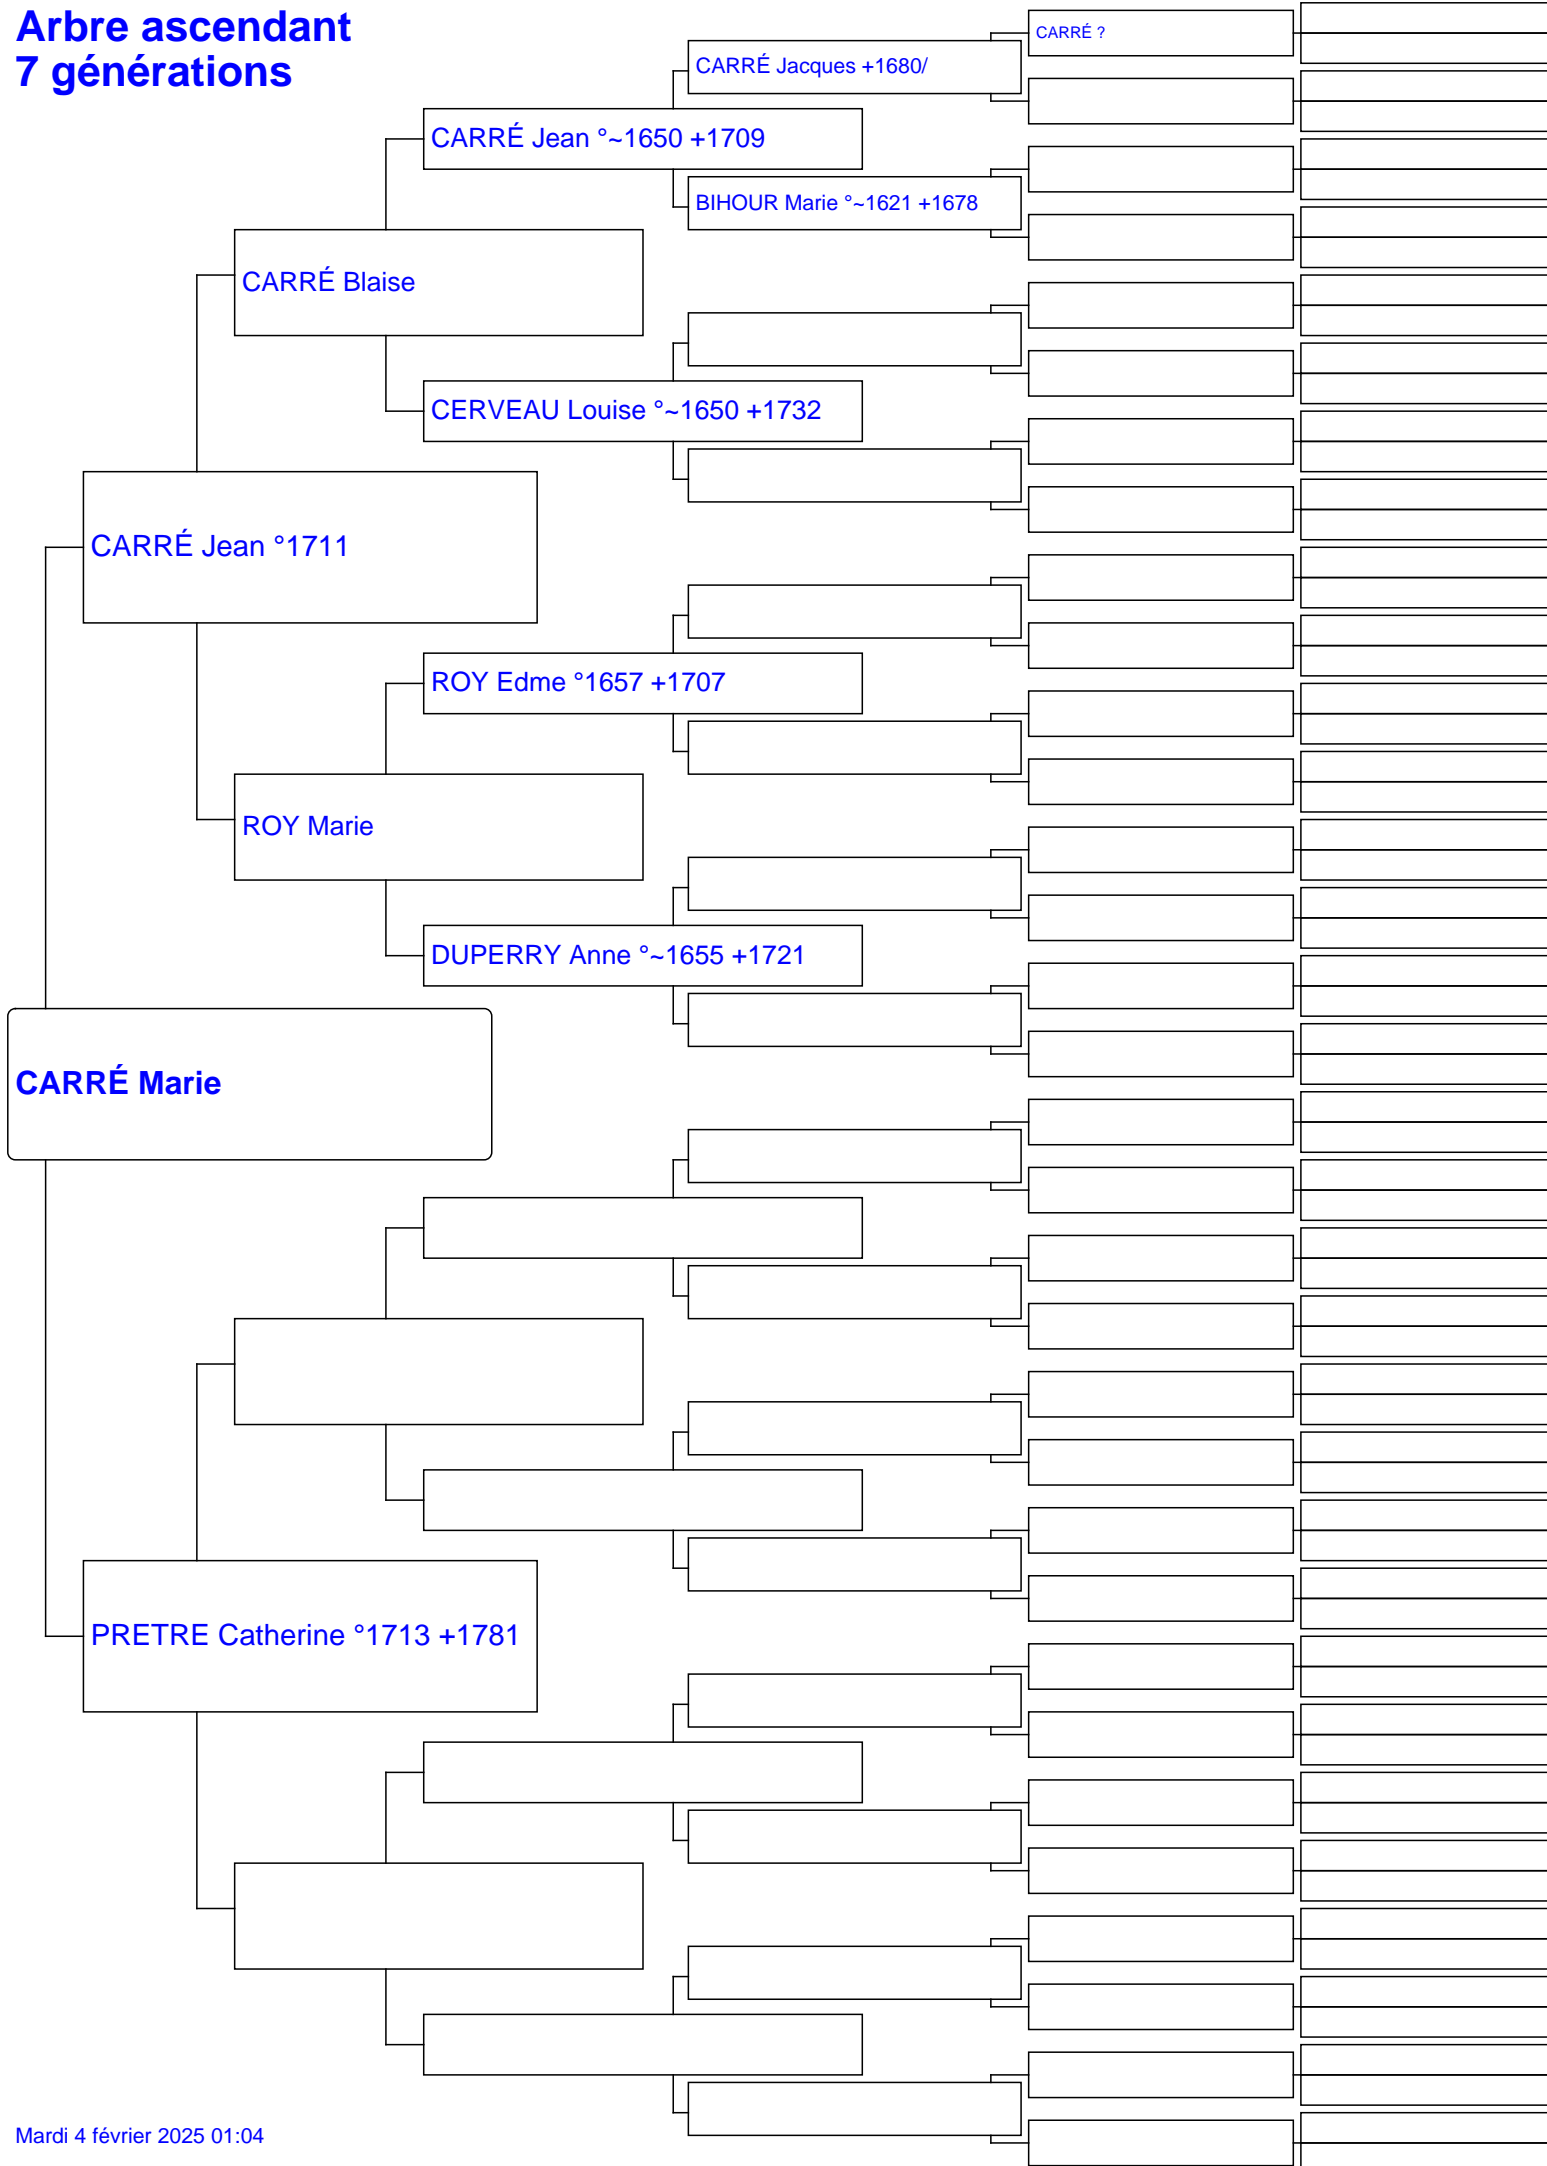 Arbre ascendant
7 générations
CARRÉ ?
CARRÉ Jacques +1680/
CARRÉ Jean °~1650 +1709
BIHOUR Marie °~1621 +1678
CARRÉ Blaise
CERVEAU Louise °~1650 +1732
CARRÉ Jean °1711
ROY Edme °1657 +1707
ROY Marie
DUPERRY Anne °~1655 +1721
CARRÉ Marie
PRETRE Catherine °1713 +1781
Mardi 4 février 2025 01:04